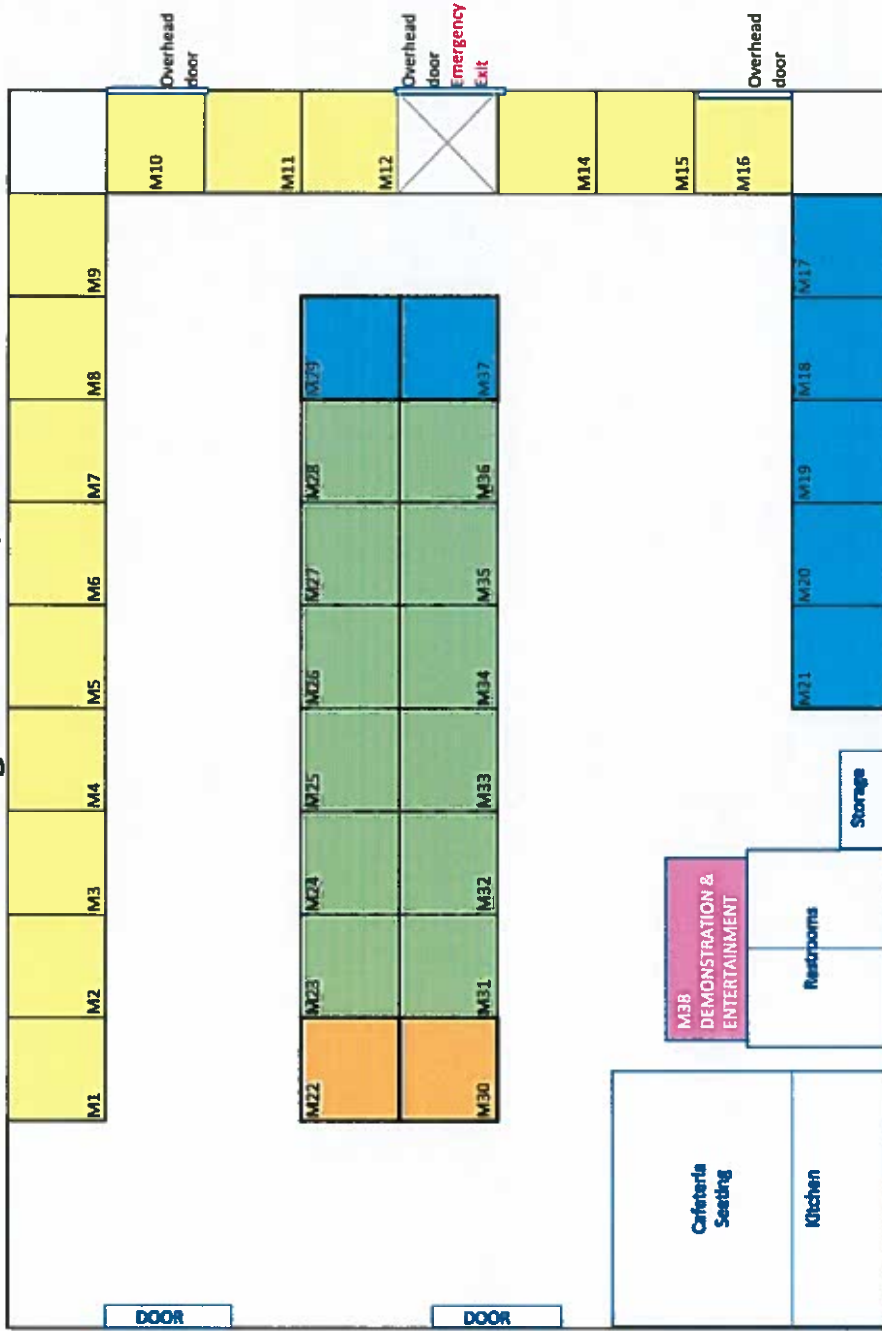 Overhead
door
Overhead
door
Emergency
Exit
Overhead
door
M10
M11
M12
M14
M15
M16
M9
M8
M7
M6
M5
M4
M3
M2
M1
M29
M28
M27
M26
M25
M24
M23
M22
M37
M36
M35
M34
M33
M32
M31
M30
M17
M18
M19
M20
M21
Storage
M38
DEMONSTRATION &
ENTERTAINMENT
Restrooms
Cafeteria
Seating
Kitchen
DOOR
DOOR